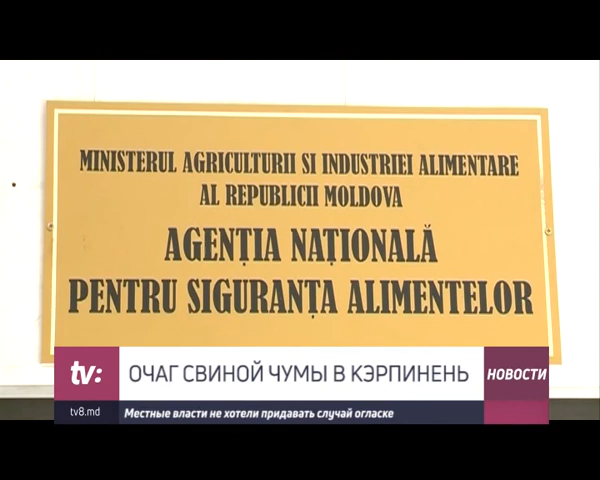 MINISTERUL AGRICULTURII SI INDUSTRIEI ALIMENTARE
AL REPUBLICII MOLDOVA
AGENȚIA NAȚIONALĂ
PENTRU SIGURANȚA ALIMENTELOR
tv:
ОЧАГ СВИНОЙ ЧУМЫ В КЭРПИНЕНЬ
НОВОСТИ
tv8.md
Местные власти не хотели придавать случай огласке